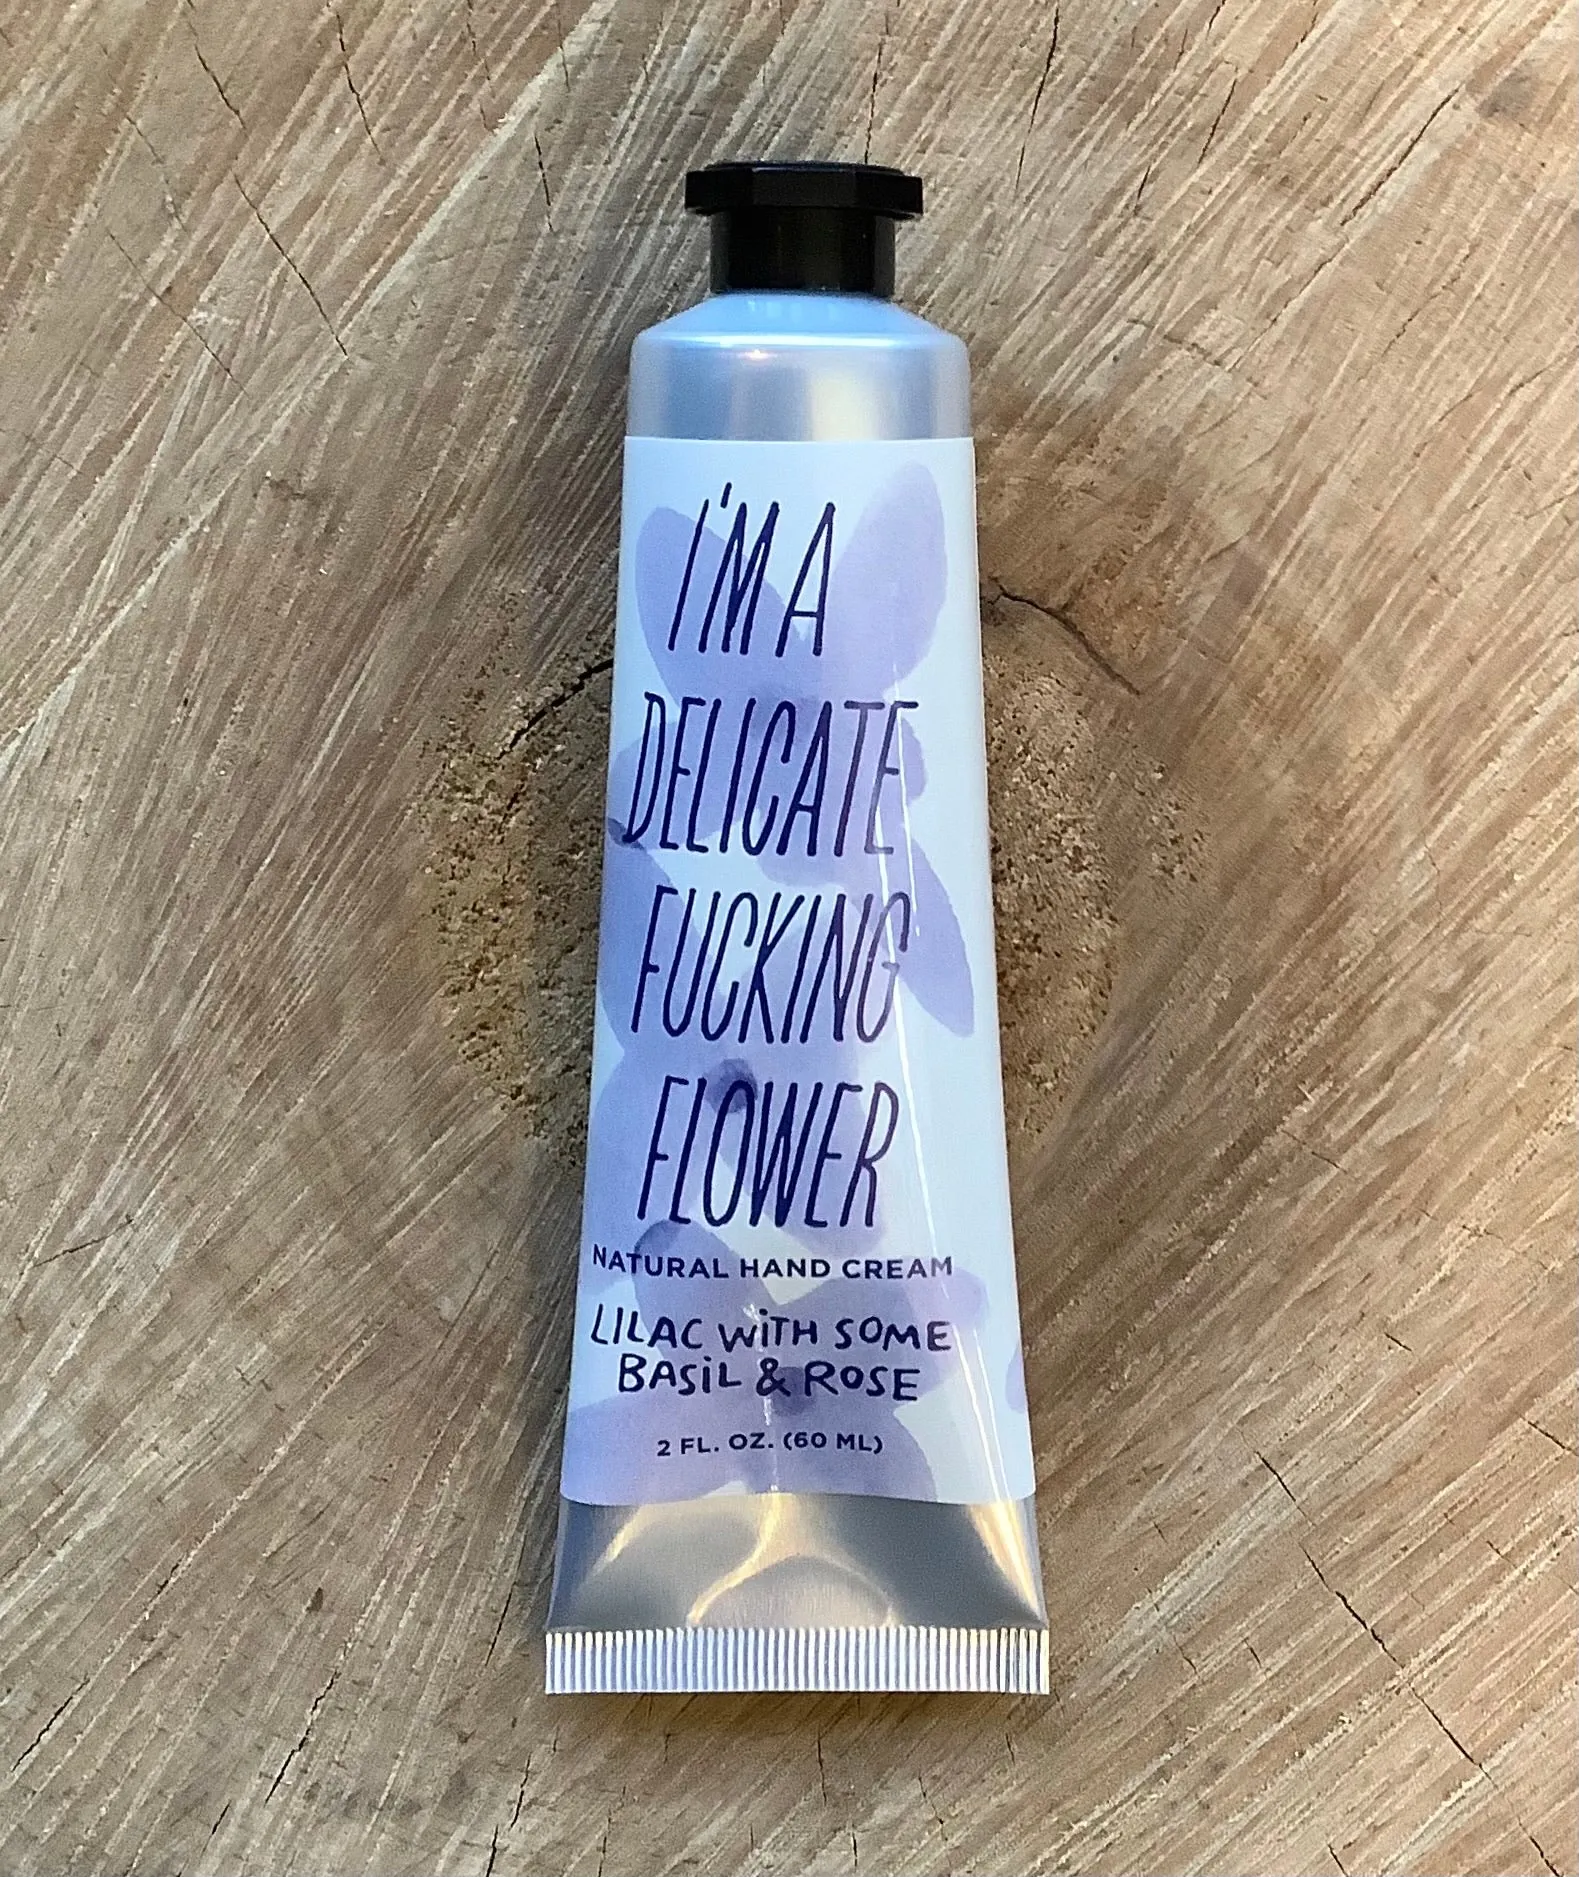 I'M A
DELICATE
FUCKING
FLOWER
NATURAL HAND CREAM
LILAC WiTH SOME
BASiL & ROSE
2 FL. OZ. (60 ML)